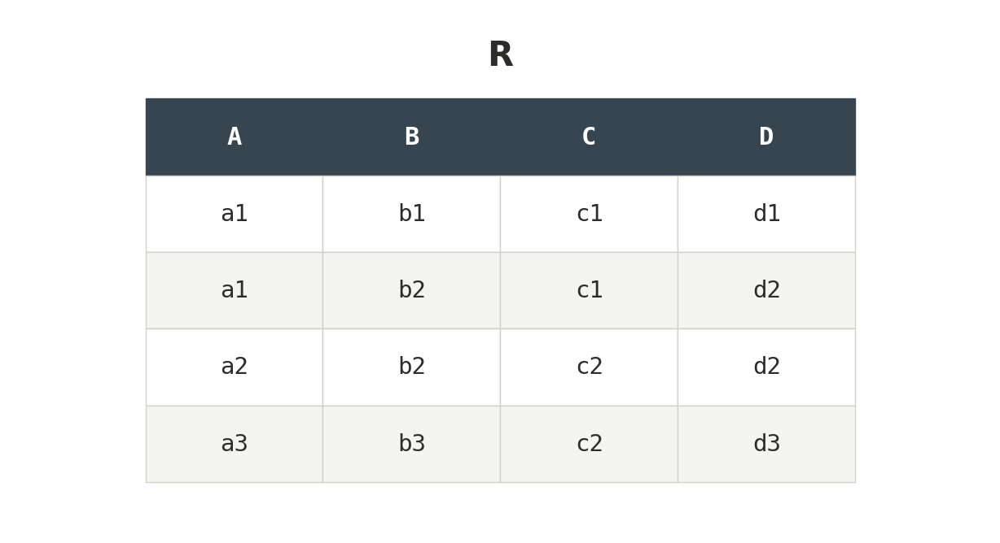 R
A B C D
a1 b1 c1 d1
a1 b2 c1 d2
a2 b2 c2 d2
a3 b3 c2 d3